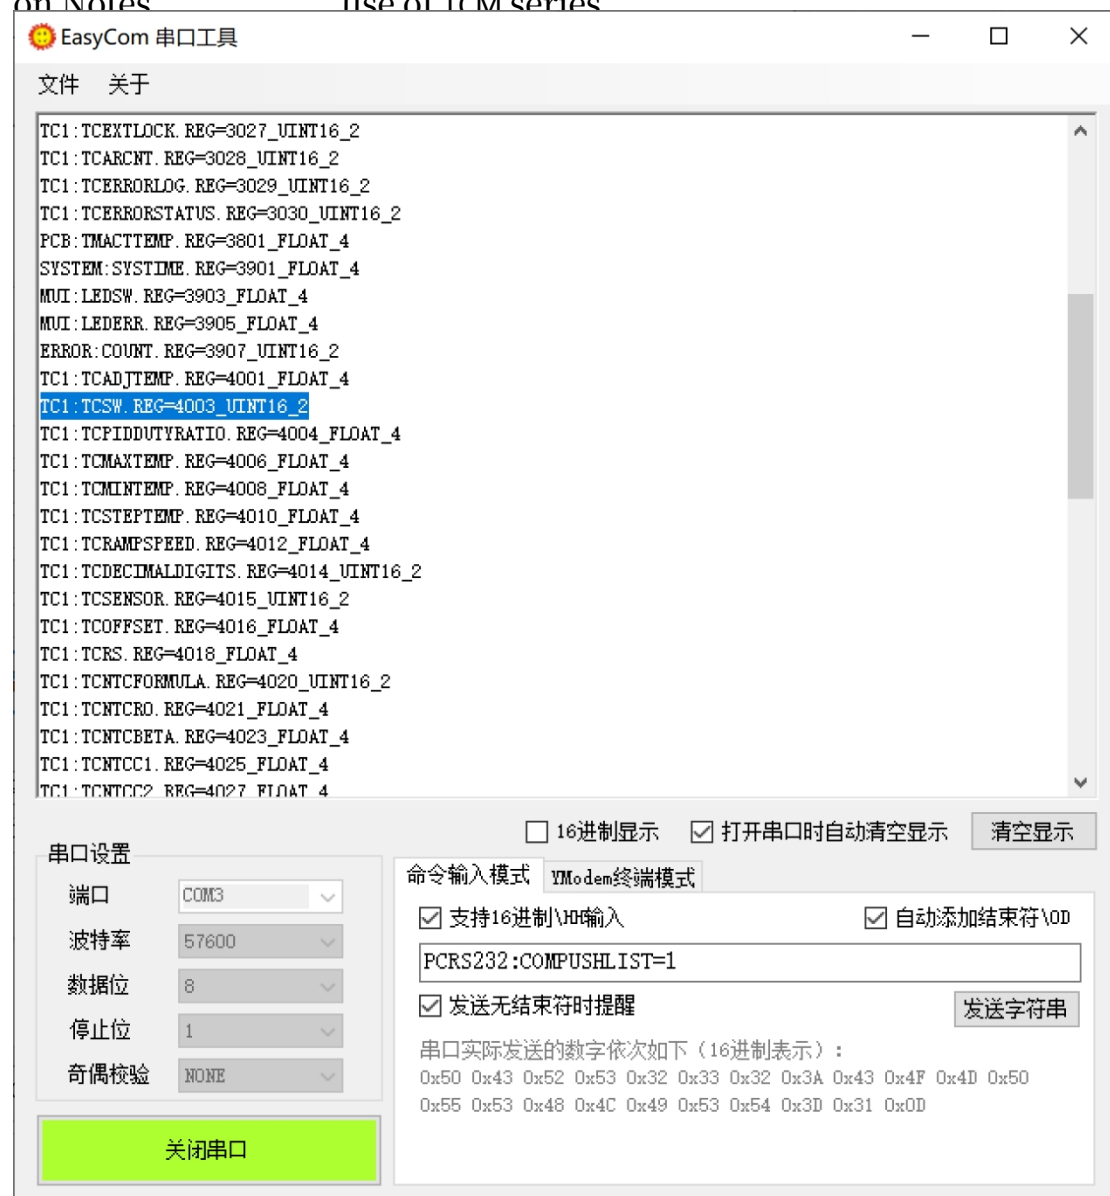 on Notes use of TCM series
EasyCom 串口工具
文件 关于
TC1:TCEXTLOCK.REG=3027_UINT16_2
TC1:TCARCNT.REG=3028_UINT16_2
TC1:TCERRORLOG.REG=3029_UINT16_2
TC1:TCERRORSTATUS.REG=3030_UINT16_2
PCB:TMACTTEMP.REG=3801_FLOAT_4
SYSTEM:SYSTIME.REG=3901_FLOAT_4
MUI:LEDSW.REG=3903_FLOAT_4
MUI:LEDERR.REG=3905_FLOAT_4
ERROR:COUNT.REG=3907_UINT16_2
TC1:TCADJTEMP.REG=4001_FLOAT_4
TC1:TCSW.REG=4003_UINT16_2
TC1:TCPIDDUTYRATIO.REG=4004_FLOAT_4
TC1:TCMAXTEMP.REG=4006_FLOAT_4
TC1:TCMINTEMP.REG=4008_FLOAT_4
TC1:TCSTEPTEMP.REG=4010_FLOAT_4
TC1:TCRAMPSPEED.REG=4012_FLOAT_4
TC1:TCDECIMALDIGITS.REG=4014_UINT16_2
TC1:TCSENSOR.REG=4015_UINT16_2
TC1:TCOFFSET.REG=4016_FLOAT_4
TC1:TCRS.REG=4018_FLOAT_4
TC1:TCNTCFORMULA.REG=4020_UINT16_2
TC1:TCNTCR0.REG=4021_FLOAT_4
TC1:TCNTCBETA.REG=4023_FLOAT_4
TC1:TCNTCC1.REG=4025_FLOAT_4
TC1:TCNTCC2.REG=4027_FLOAT_4
16进制显示 打开串口时自动清空显示 清空显示
串口设置
端口 COM3
波特率 57600
数据位 8
停止位 1
奇偶校验 NONE
关闭串口
命令输入模式 YModem终端模式
支持16进制\HH输入 自动添加结束符\0D
PCRS232:COMPUSHLIST=1
发送无结束符时提醒 发送字符串
串口实际发送的数字依次如下（16进制表示）:
0x50 0x43 0x52 0x53 0x32 0x33 0x32 0x3A 0x43 0x4F 0x4D 0x50
0x55 0x53 0x48 0x4C 0x49 0x53 0x54 0x3D 0x31 0x0D